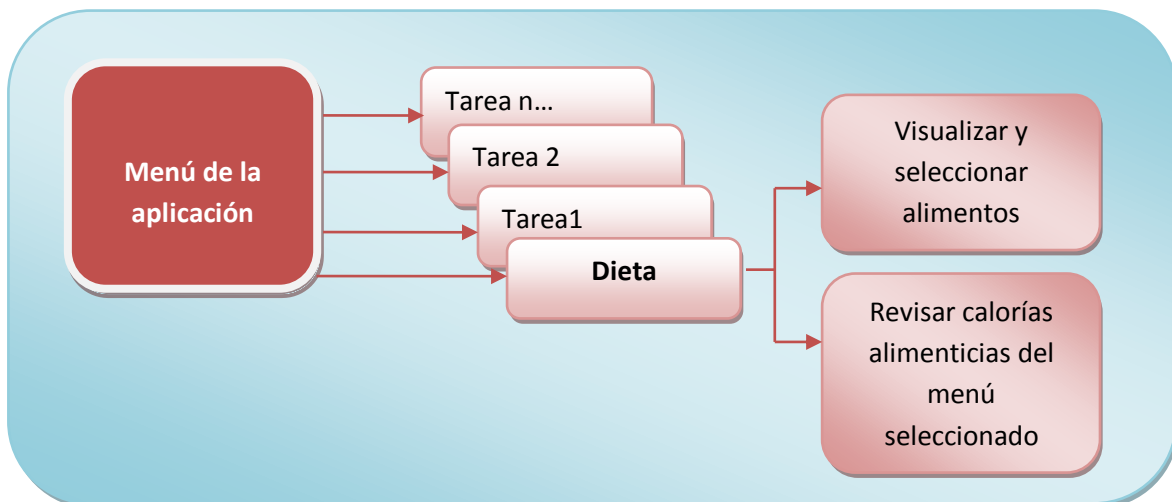 Menú de la
aplicación
Tarea n...
Tarea 2
Tarea1
Dieta
Visualizar y
seleccionar
alimentos
Revisar calorías
alimenticias del
menú
seleccionado